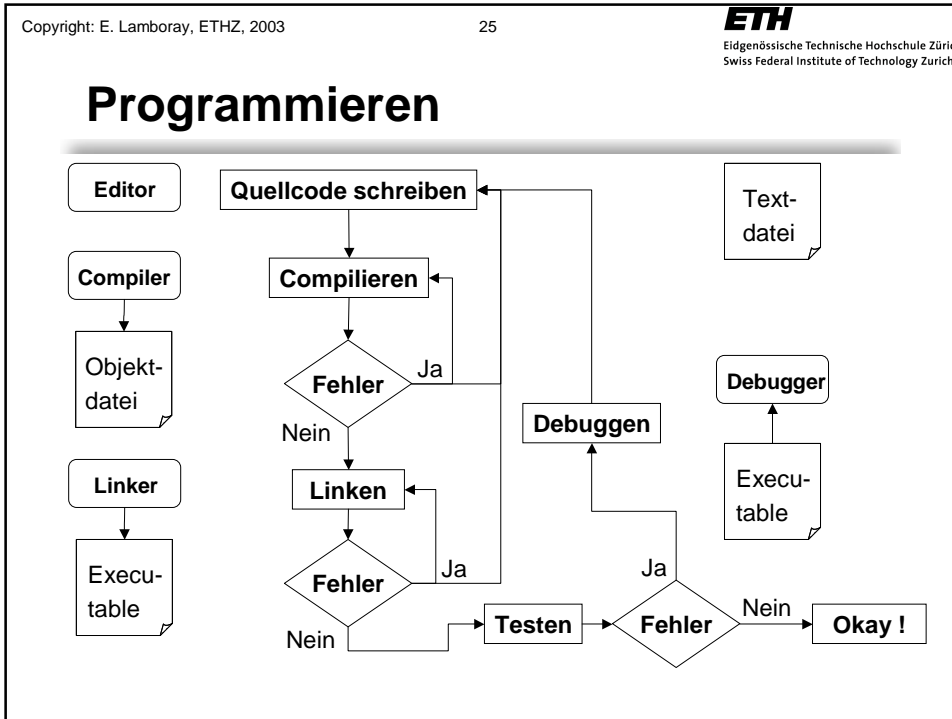 Copyright: E. Lamboray, ETHZ, 2003
25
ETH
Eidgenössische Technische Hochschule Züric
Swiss Federal Institute of Technology Zurich
Programmieren
Editor
Quellcode schreiben
Text-
datei
Compiler
Compilieren
Objekt-
datei
Fehler
Ja
Nein
Debuggen
Debugger
Linker
Linken
Execu-
table
Execu-
table
Fehler
Ja
Nein
Testen
Fehler
Ja
Nein
Okay !